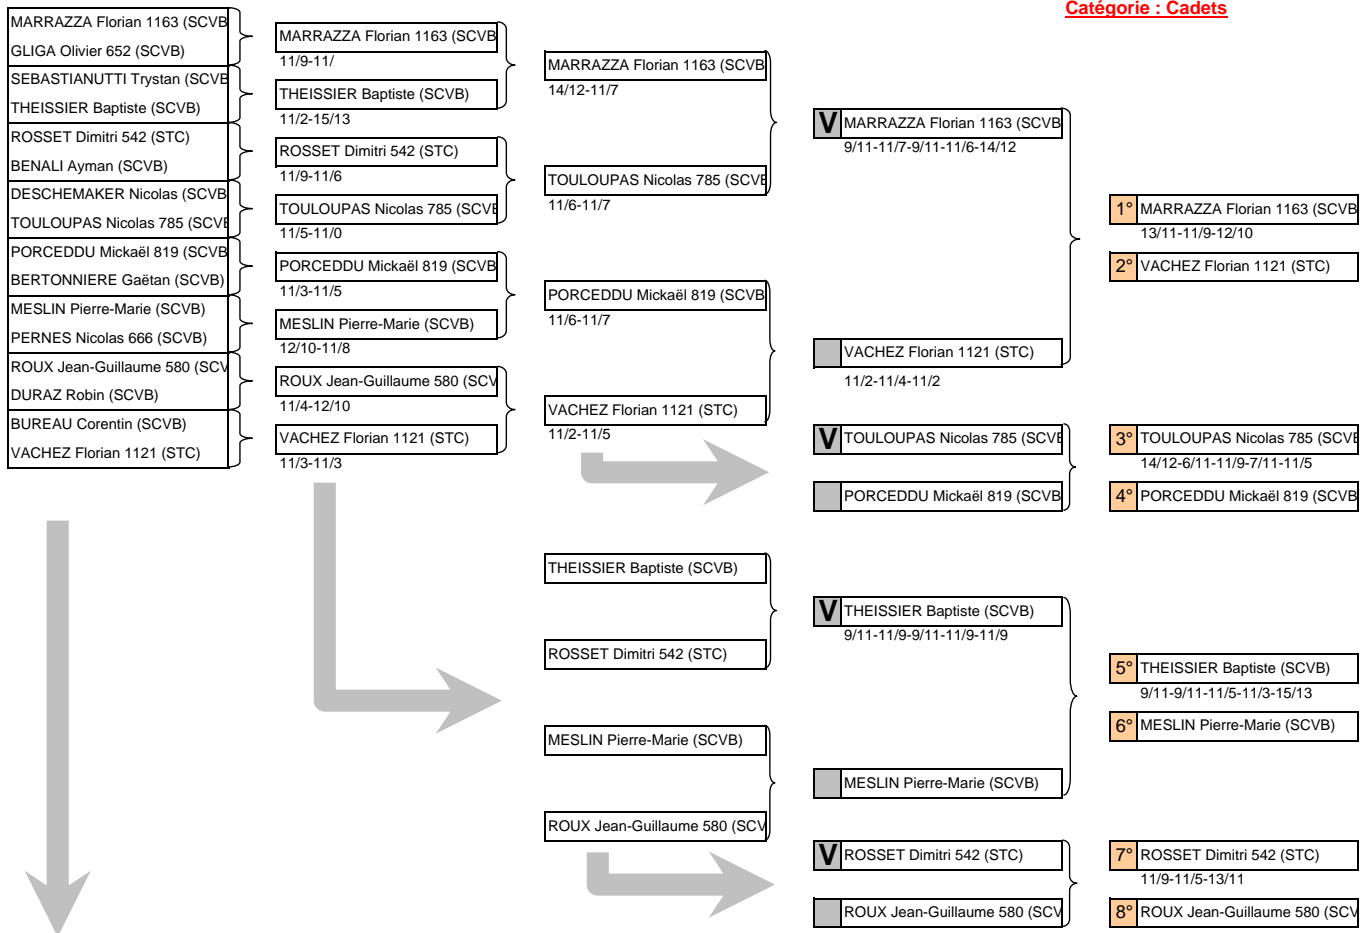 Catégorie : Cadets
MARRAZZA Florian 1163 (SCVB
GLIGA Olivier 652 (SCVB)
SEBASTIANUTTI Trystan (SCVB
THEISSIER Baptiste (SCVB)
ROSSET Dimitri 542 (STC)
BENALI Ayman (SCVB)
DESCHEMAKER Nicolas (SCVB
TOULOUPAS Nicolas 785 (SCVB
PORCEDDU Mickaël 819 (SCVB
BERTONNIERE Gaëtan (SCVB)
MESLIN Pierre-Marie (SCVB)
PERNES Nicolas 666 (SCVB)
ROUX Jean-Guillaume 580 (SCV
DURAZ Robin (SCVB)
BUREAU Corentin (SCVB)
VACHEZ Florian 1121 (STC)
MARRAZZA Florian 1163 (SCVB
11/9-11/
THEISSIER Baptiste (SCVB)
11/2-15/13
ROSSET Dimitri 542 (STC)
11/9-11/6
TOULOUPAS Nicolas 785 (SCVB
11/5-11/0
PORCEDDU Mickaël 819 (SCVB
11/3-11/5
MESLIN Pierre-Marie (SCVB)
12/10-11/8
ROUX Jean-Guillaume 580 (SCV
11/4-12/10
VACHEZ Florian 1121 (STC)
11/3-11/3
MARRAZZA Florian 1163 (SCVB
14/12-11/7
TOULOUPAS Nicolas 785 (SCVB
11/6-11/7
PORCEDDU Mickaël 819 (SCVB
11/6-11/7
VACHEZ Florian 1121 (STC)
11/2-11/5
THEISSIER Baptiste (SCVB)
ROSSET Dimitri 542 (STC)
MESLIN Pierre-Marie (SCVB)
ROUX Jean-Guillaume 580 (SCV
V MARRAZZA Florian 1163 (SCVB
9/11-11/7-9/11-11/6-14/12
VACHEZ Florian 1121 (STC)
11/2-11/4-11/2
V TOULOUPAS Nicolas 785 (SCVB
PORCEDDU Mickaël 819 (SCVB
V THEISSIER Baptiste (SCVB)
9/11-11/9-9/11-11/9-11/9
MESLIN Pierre-Marie (SCVB)
V ROSSET Dimitri 542 (STC)
ROUX Jean-Guillaume 580 (SCV
1° MARRAZZA Florian 1163 (SCVB
13/11-11/9-12/10
2° VACHEZ Florian 1121 (STC)
3° TOULOUPAS Nicolas 785 (SCVB
14/12-6/11-11/9-7/11-11/5
4° PORCEDDU Mickaël 819 (SCVB
5° THEISSIER Baptiste (SCVB)
9/11-9/11-11/5-11/3-15/13
6° MESLIN Pierre-Marie (SCVB)
7° ROSSET Dimitri 542 (STC)
11/9-11/5-13/11
8° ROUX Jean-Guillaume 580 (SCV